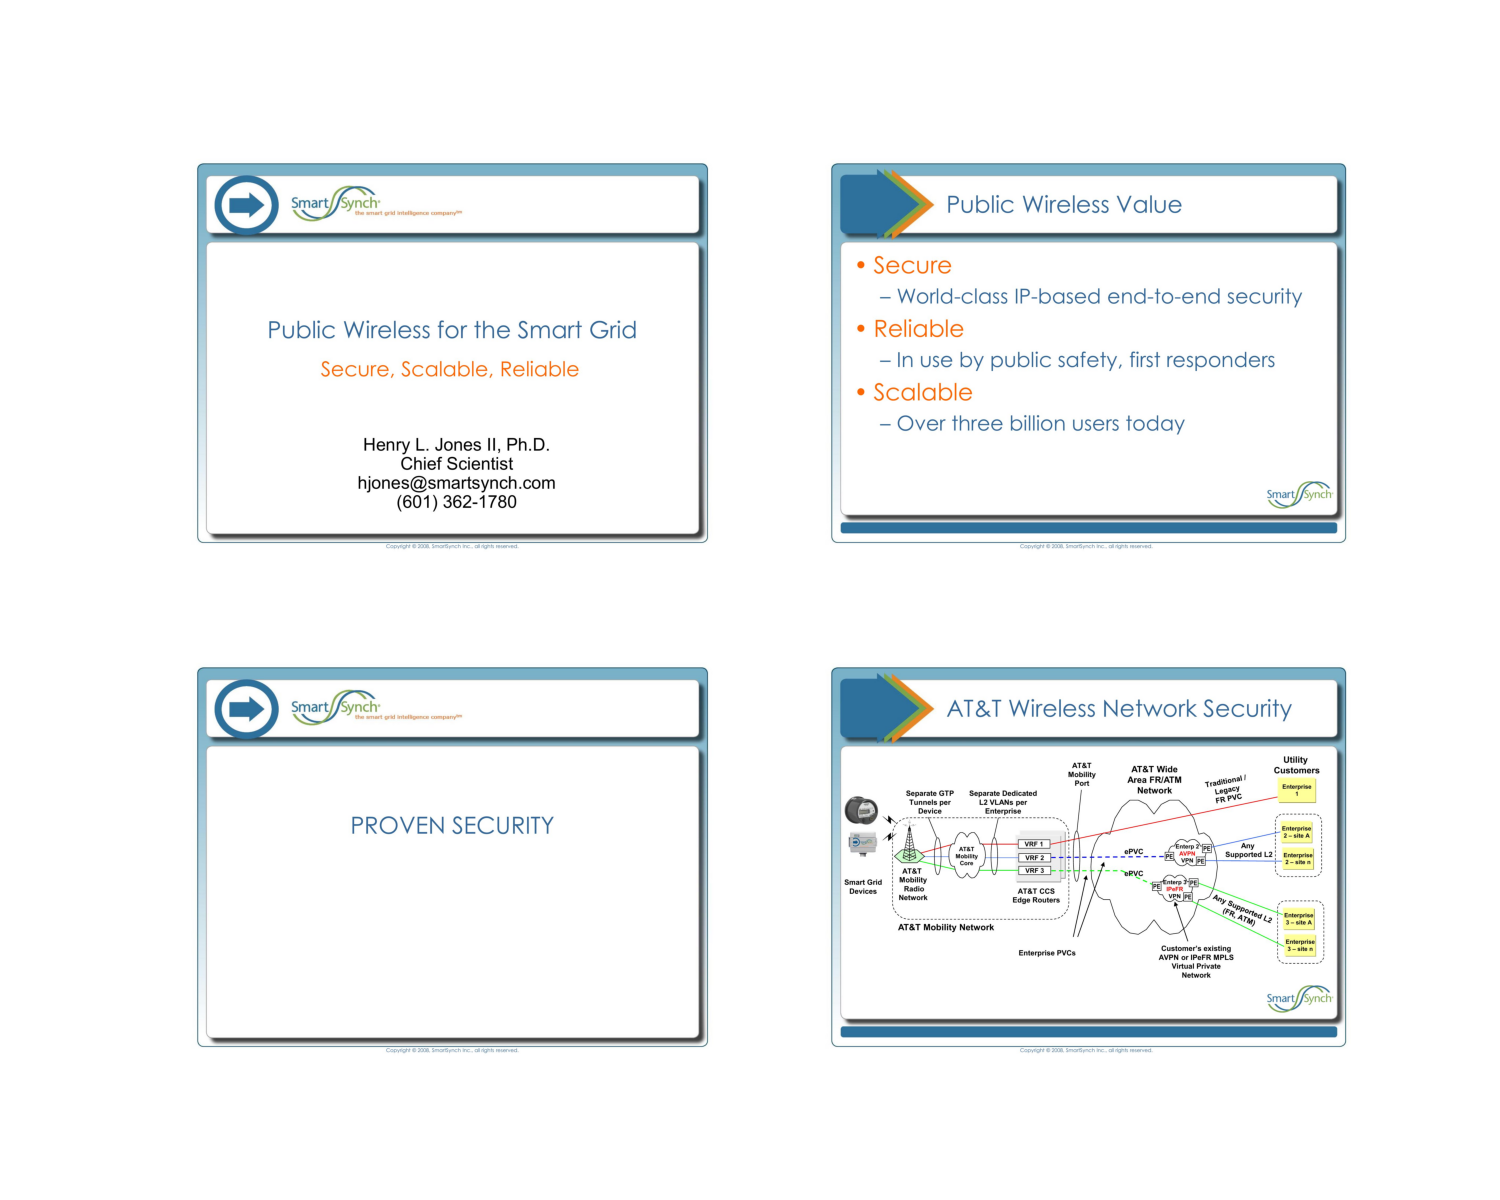 Smart Synch
the smart grid intelligence company
Public Wireless for the Smart Grid
Secure, Scalable, Reliable
Henry L. Jones II, Ph.D.
Chief Scientist
hjones@smartsynch.com
(601) 362-1780
Copyright © 2008, SmartSynch Inc., all rights reserved.
Public Wireless Value
• Secure
– World-class IP-based end-to-end security
• Reliable
– In use by public safety, first responders
• Scalable
– Over three billion users today
Smart Synch
Copyright © 2008, SmartSynch Inc., all rights reserved.
Smart Synch
the smart grid intelligence company
PROVEN SECURITY
Copyright © 2008, SmartSynch Inc., all rights reserved.
AT&T Wireless Network Security
Smart Grid
Devices
Separate GTP
Tunnels per
Device
Separate Dedicated
L2 VLANs per
Enterprise
AT&T
Mobility
Port
AT&T Wide
Area FR/ATM
Network
Traditional /
Legacy
FR PVC
Utility
Customers
Enterprise
1
AT&T
Mobility
Radio
Network
AT&T
Mobility
Core
VRF 1
VRF 2
VRF 3
AT&T CCS
Edge Routers
AT&T Mobility Network
ePVC
ePVC
PE
Enterp 2
AVPN
VPN
PE
PE
PE
Enterp 3
IPeFR
VPN
PE
PE
Any
Supported L2
Enterprise
2 – site A
Enterprise
2 – site n
Any Supported L2
(FR, ATM)
Enterprise
3 – site A
Enterprise
3 – site n
Enterprise PVCs
Customer's existing
AVPN or IPeFR MPLS
Virtual Private
Network
Smart Synch
Copyright © 2008, SmartSynch Inc., all rights reserved.